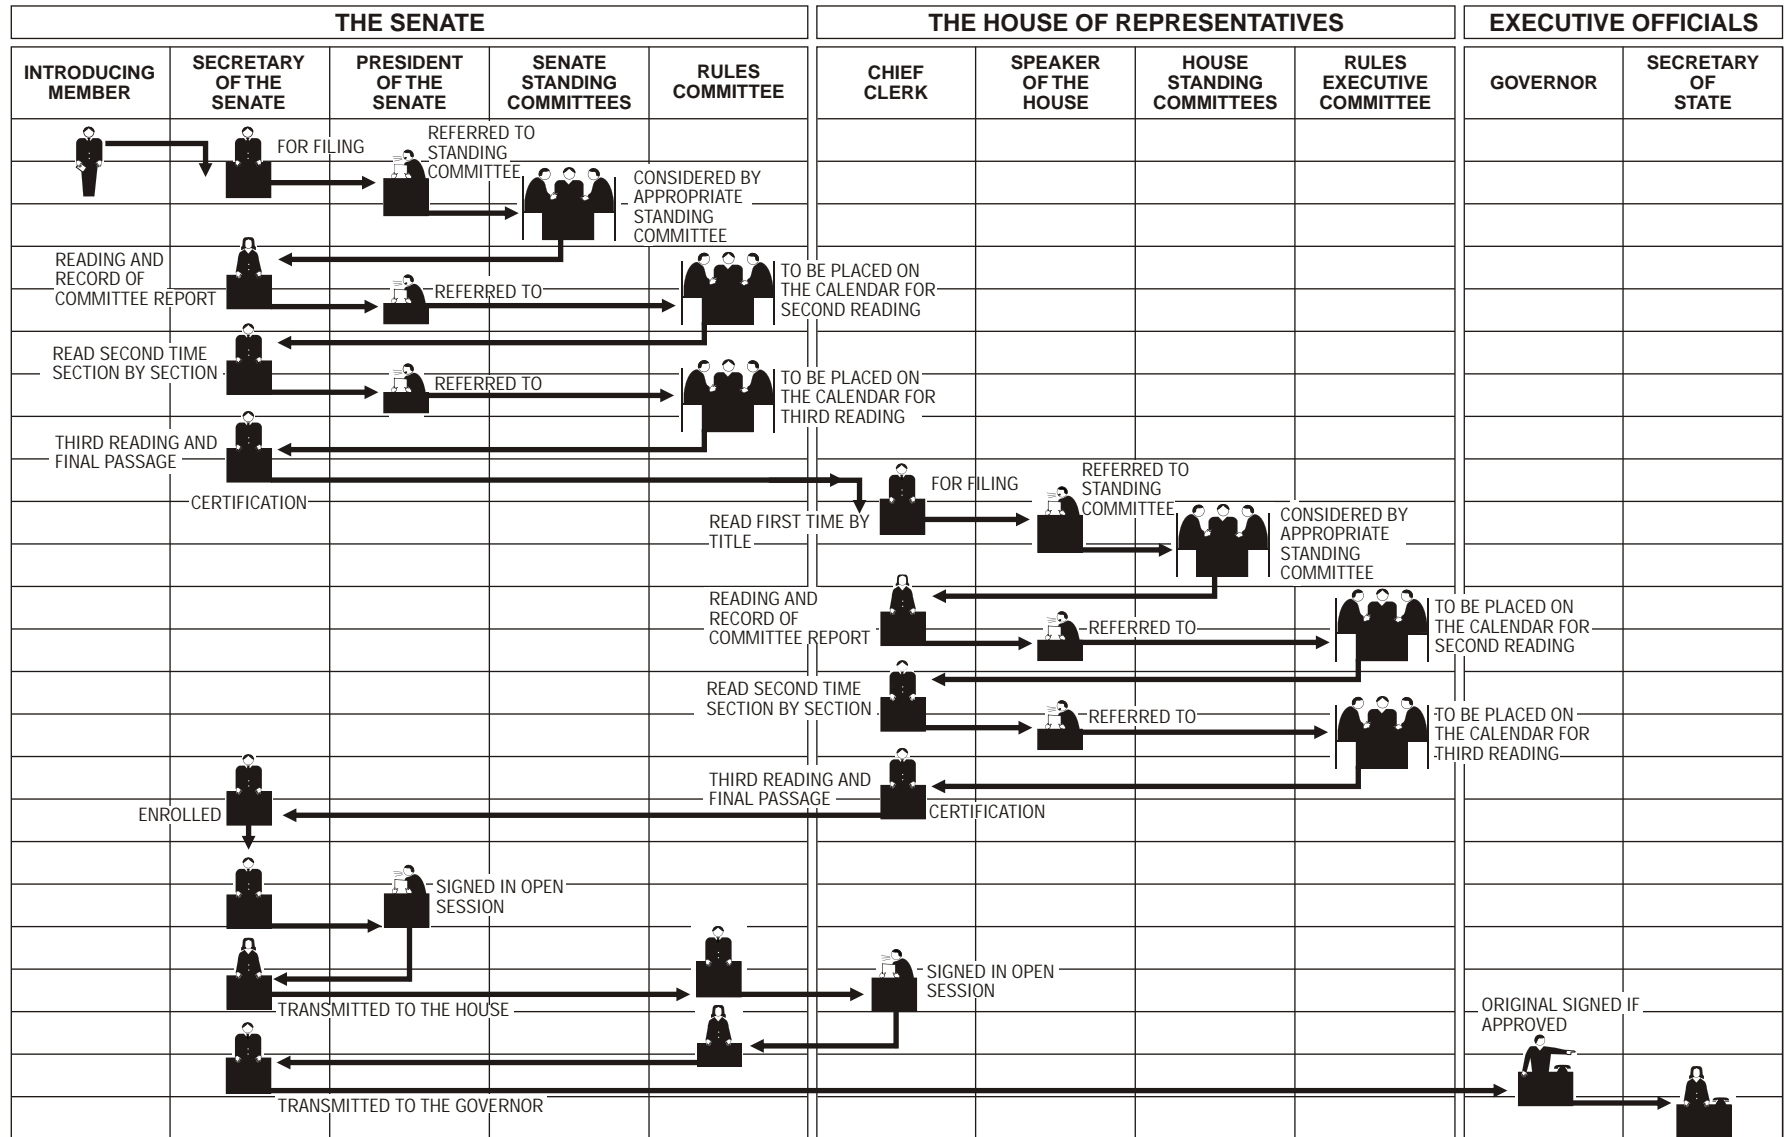 THE SENATE
THE HOUSE OF REPRESENTATIVES
EXECUTIVE OFFICIALS
INTRODUCING
MEMBER
SECRETARY
OF THE
SENATE
PRESIDENT
OF THE
SENATE
SENATE
STANDING
COMMITTEES
RULES
COMMITTEE
CHIEF
CLERK
SPEAKER
OF THE
HOUSE
HOUSE
STANDING
COMMITTEES
RULES
EXECUTIVE
COMMITTEE
GOVERNOR
SECRETARY
OF
STATE
FOR FILING
REFERRED TO
STANDING
COMMITTEE
CONSIDERED BY
APPROPRIATE
STANDING
COMMITTEE
READING AND
RECORD OF
COMMITTEE REPORT
REFERRED TO
TO BE PLACED ON
THE CALENDAR FOR
SECOND READING
READ SECOND TIME
SECTION BY SECTION
REFERRED TO
TO BE PLACED ON
THE CALENDAR FOR
THIRD READING
THIRD READING AND
FINAL PASSAGE
CERTIFICATION
READ FIRST TIME BY
TITLE
FOR FILING
REFERRED TO
STANDING
COMMITTEE
CONSIDERED BY
APPROPRIATE
STANDING
COMMITTEE
READING AND
RECORD OF
COMMITTEE REPORT
REFERRED TO
TO BE PLACED ON
THE CALENDAR FOR
SECOND READING
READ SECOND TIME
SECTION BY SECTION
REFERRED TO
TO BE PLACED ON
THE CALENDAR FOR
THIRD READING
THIRD READING AND
FINAL PASSAGE
CERTIFICATION
ENROLLED
SIGNED IN OPEN
SESSION
TRANSMITTED TO THE HOUSE
SIGNED IN OPEN
SESSION
TRANSMITTED TO THE GOVERNOR
ORIGINAL SIGNED IF
APPROVED